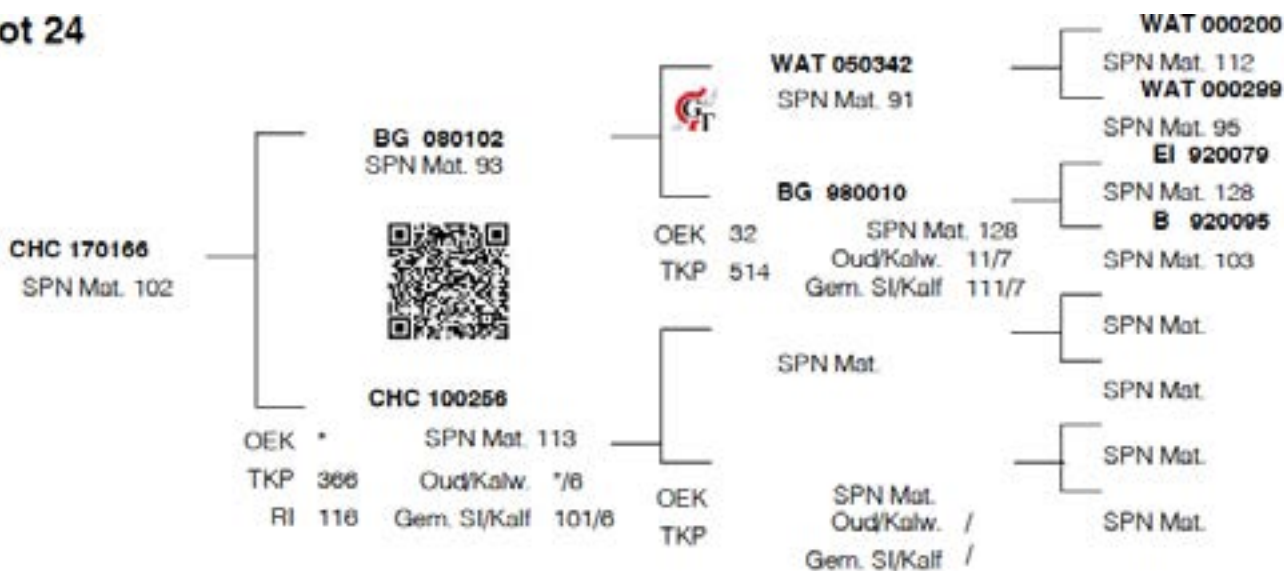 ot 24
CHC 170166
SPN Mat. 102
BG 080102
SPN Mat. 93
CHC 100256
OEK * SPN Mat. 113
TKP 366 Oud/Kalw. */6
RI 116 Gem. SI/Kalf 101/6
GT
WAT 050342
SPN Mat. 91
BG 980010
OEK 32 SPN Mat. 128
TKP 514 Oud/Kalw. 11/7
Gem. SI/Kalf 111/7
SPN Mat.
OEK SPN Mat.
TKP Oud/Kalw. /
Gem. SI/Kalf /
WAT 000200
SPN Mat. 112
WAT 000299
SPN Mat. 95
EI 920079
SPN Mat. 128
B 920095
SPN Mat. 103
SPN Mat.
SPN Mat.
SPN Mat.
SPN Mat.